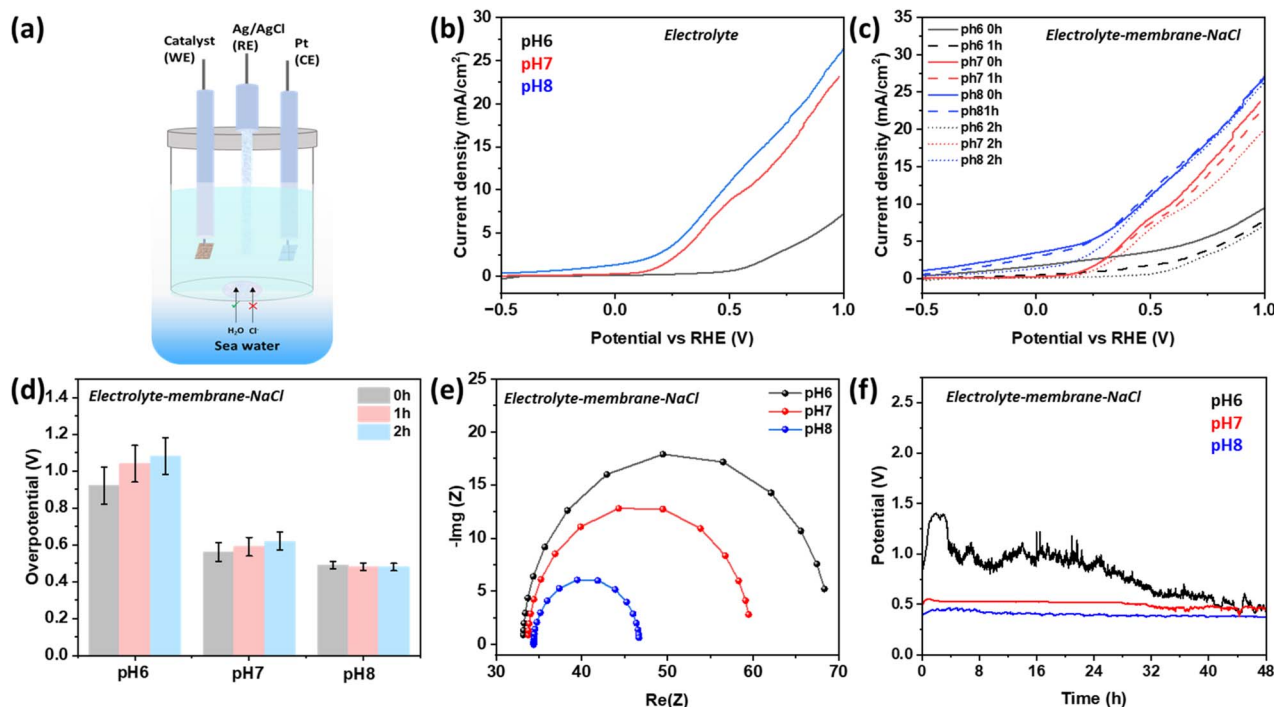 (a)
Catalyst
(WE)
Ag/AgCl
(RE)
Pt
(CE)
H₂O Cl⁻
Sea water
(b)
pH6
pH7
pH8
Electrolyte
30
25
20
15
10
5
0
Current density (mA/cm²)
−0.5 0.0 0.5 1.0
Potential vs RHE (V)
(c)
ph6 0h
ph6 1h
ph7 0h
ph7 1h
ph8 0h
ph81h
ph6 2h
ph7 2h
ph8 2h
Electrolyte-membrane-NaCl
35
30
25
20
15
10
5
0
Current density (mA/cm²)
−0.5 0.0 0.5 1.0
Potential vs RHE (V)
(d)
Electrolyte-membrane-NaCl
0h
1h
2h
1.4
1.2
1.0
0.8
0.6
0.4
0.2
0.0
Overpotential (V)
pH6 pH7 pH8
(e)
Electrolyte-membrane-NaCl
pH6
pH7
pH8
25
20
15
10
5
0
-Img (Z)
30 40 50 60 70
Re(Z)
(f)
Electrolyte-membrane-NaCl
pH6
pH7
pH8
2.5
2.0
1.5
1.0
0.5
0.0
Potential (V)
0 8 16 24 32 40 48
Time (h)